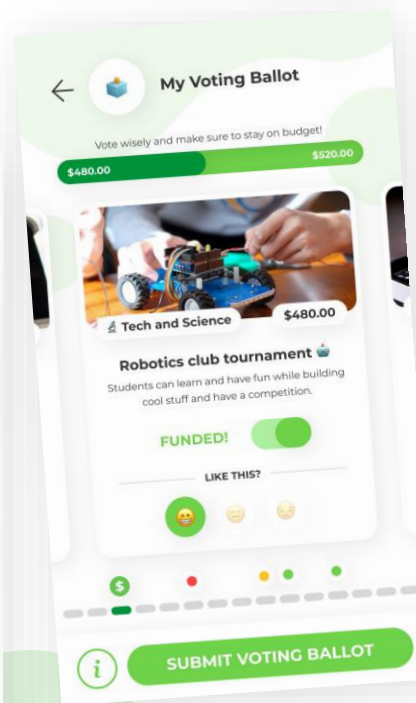 My Voting Ballot
Vote wisely and make sure to stay on budget!
$480.00
$520.00
Tech and Science
$480.00
Robotics club tournament
Students can learn and have fun while building
cool stuff and have a competition.
FUNDED!
LIKE THIS?
$
i
SUBMIT VOTING BALLOT